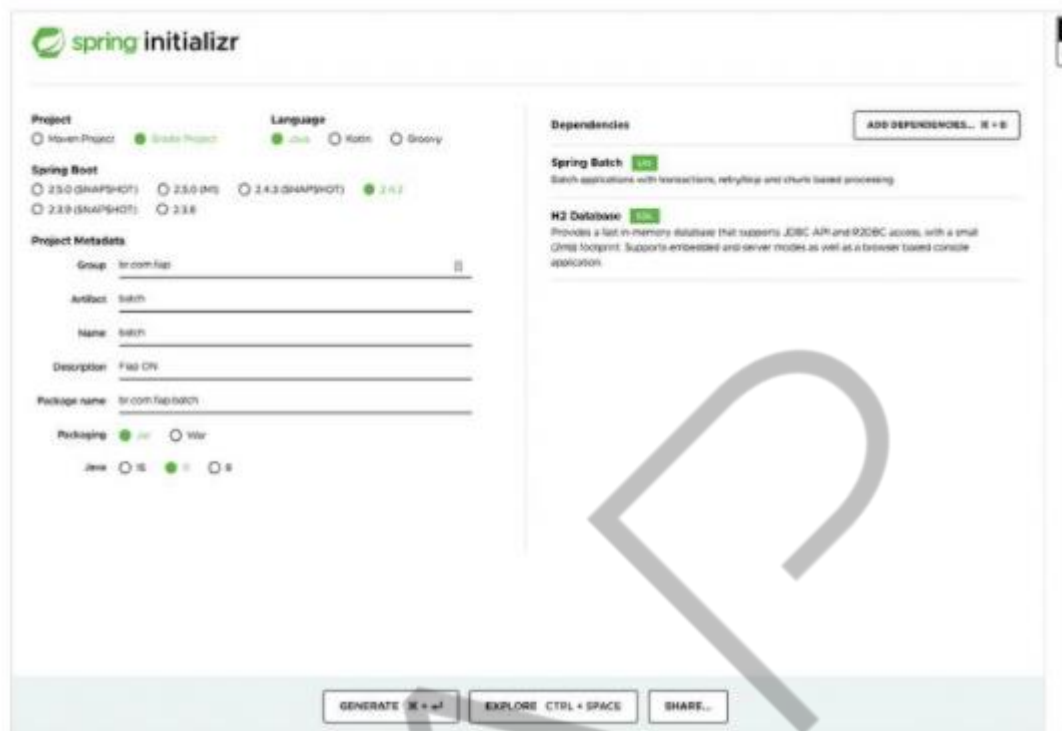 spring initializr
Project
Maven Project Gradle Project
Language
Java Kotlin Groovy
Spring Boot
2.5.0 (SNAPSHOT) 2.5.0 (M1) 2.4.3 (SNAPSHOT) 2.4.2
2.3.9 (SNAPSHOT) 2.3.8
Project Metadata
Group br.com.fiap
Artifact batch
Name batch
Description Fiap ON
Package name br.com.fiap.batch
Packaging Jar War
Java 15 11 8
Dependencies
ADD DEPENDENCIES... ⌘ + B
Spring Batch I/O
Batch applications with transactions, retry/skip and chunk based processing.
H2 Database SQL
Provides a fast in-memory database that supports JDBC API and R2DBC access, with a small
(2mb) footprint. Supports embedded and server modes as well as a browser based console
application.
GENERATE ⌘ + ↵
EXPLORE CTRL + SPACE
SHARE...